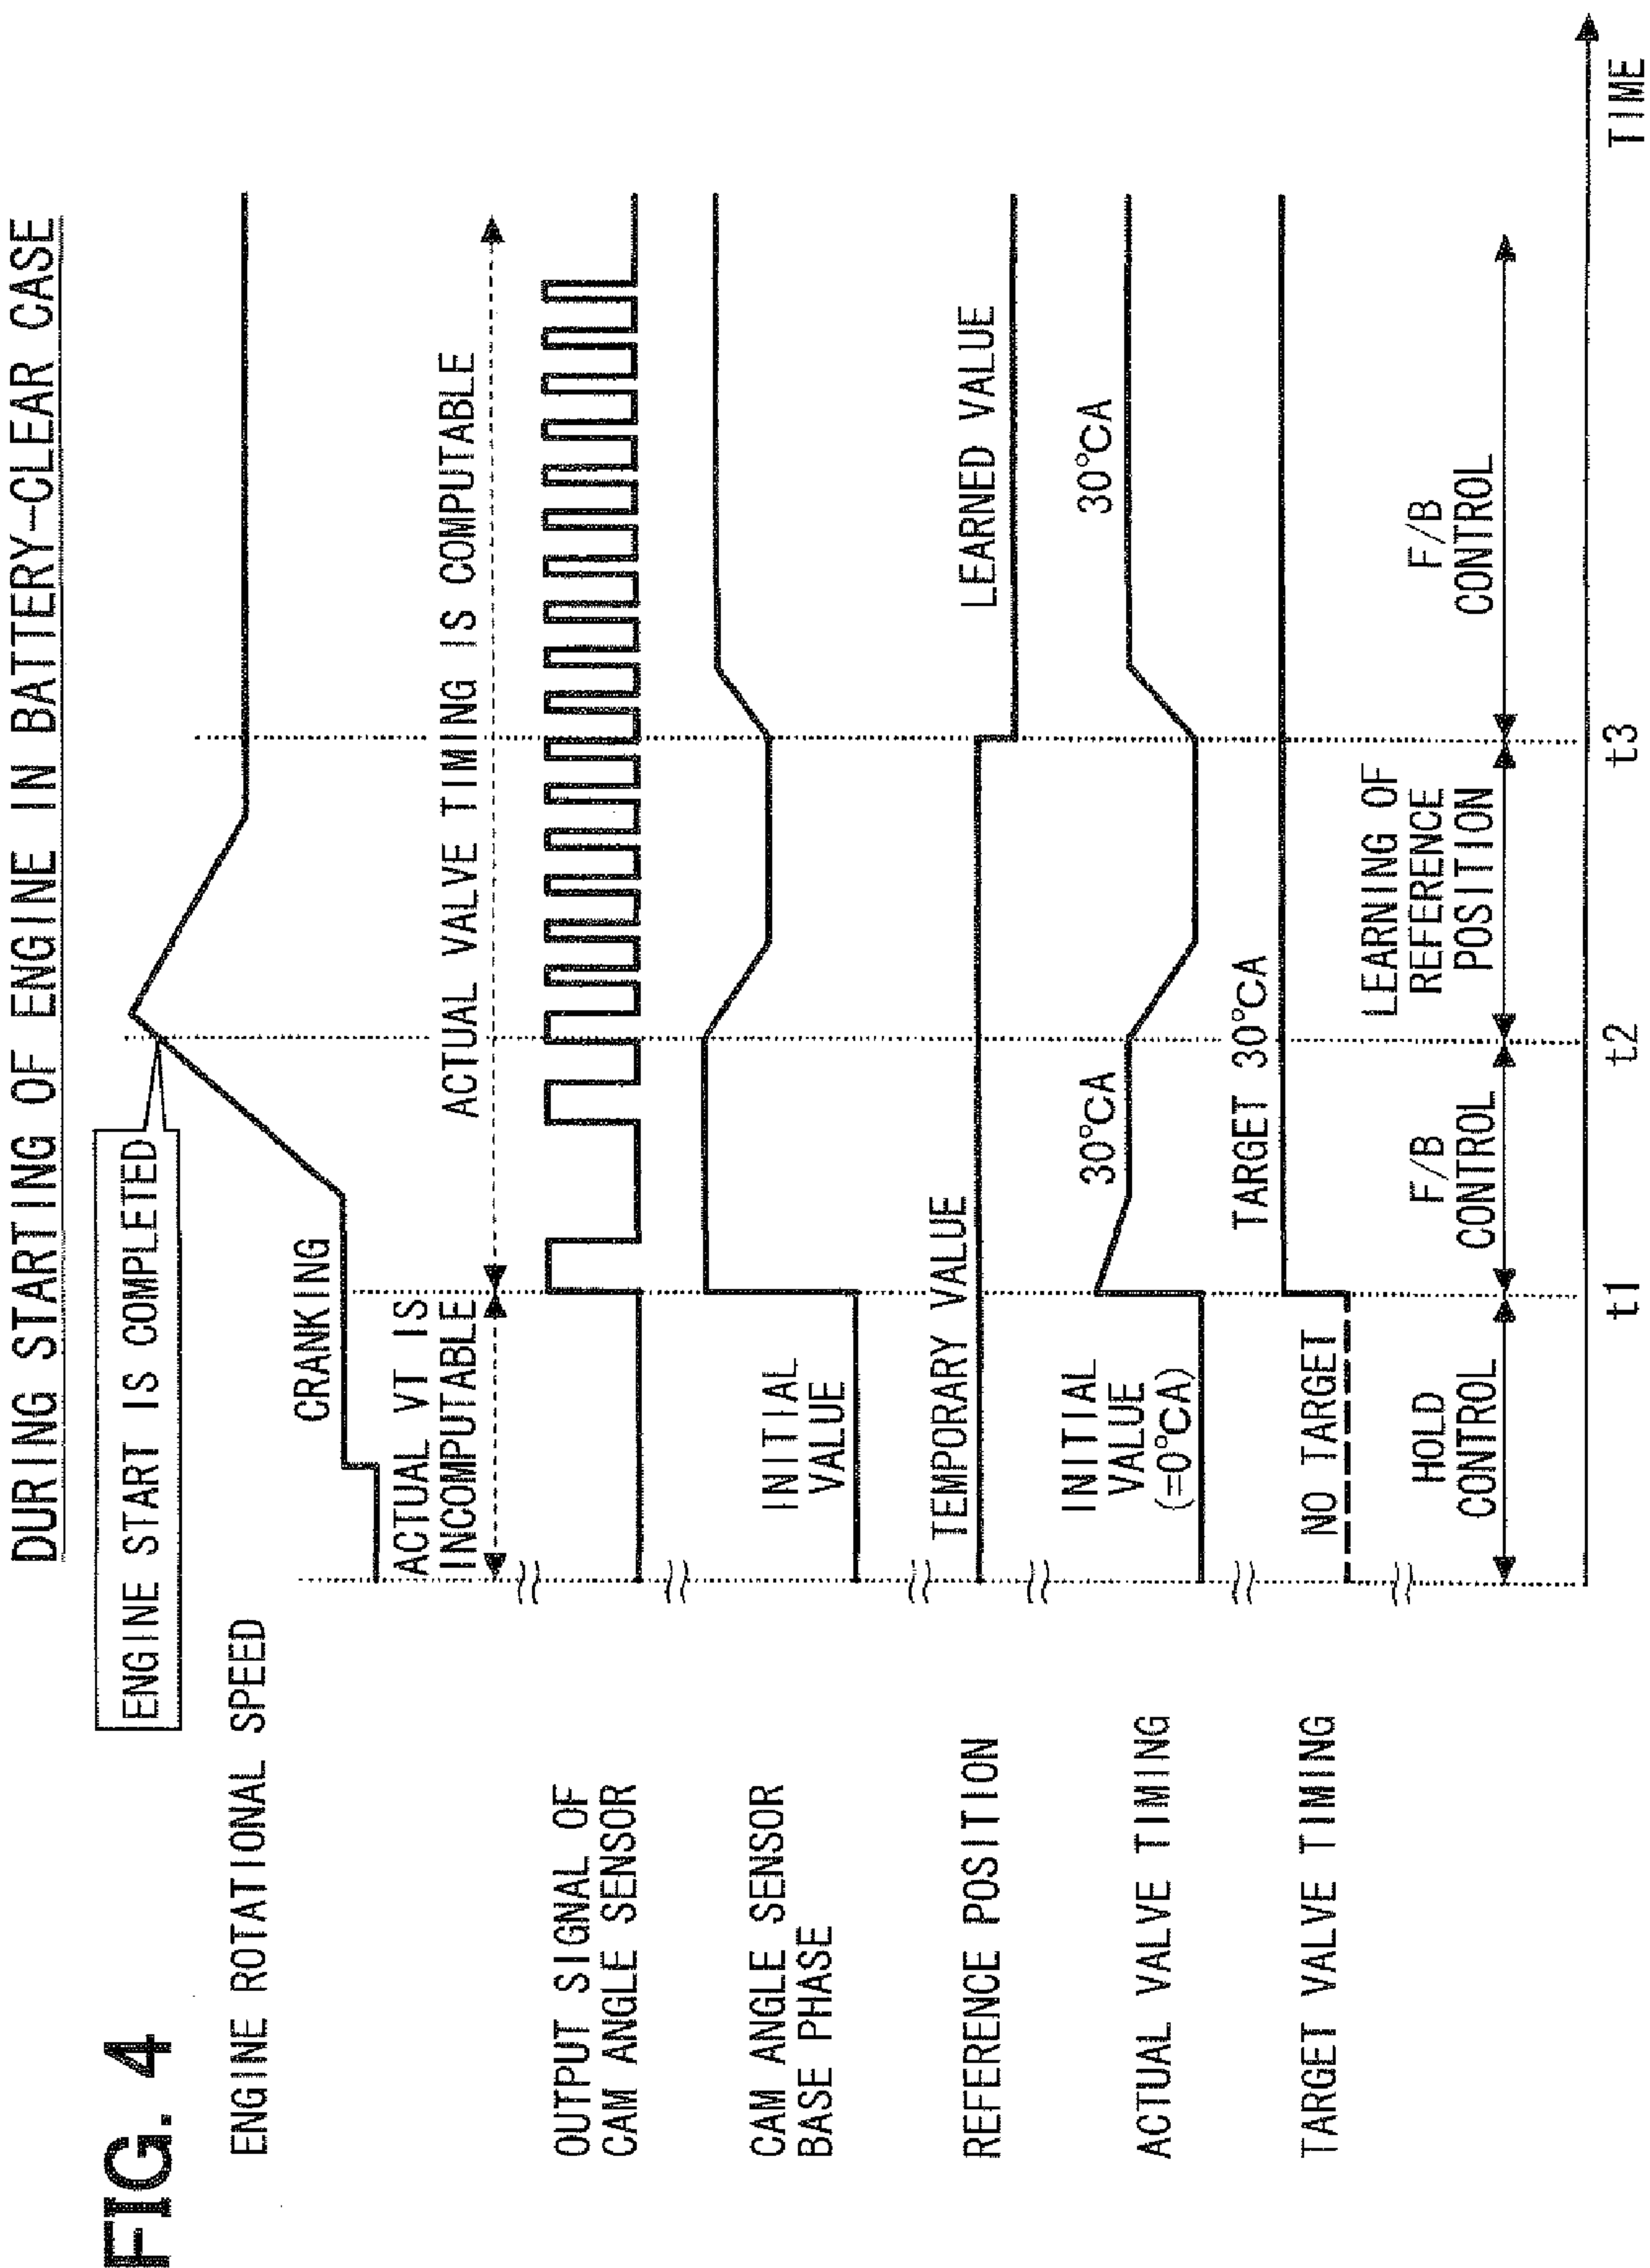 FIG. 4
DURING STARTING OF ENGINE IN BATTERY-CLEAR CASE
ENGINE START IS COMPLETED
ENGINE ROTATIONAL SPEED
CRANKING
ACTUAL VT IS
INCOMPUTABLE
ACTUAL VALVE TIMING IS COMPUTABLE
OUTPUT SIGNAL OF
CAM ANGLE SENSOR
CAM ANGLE SENSOR
BASE PHASE
INITIAL
VALUE
REFERENCE POSITION
TEMPORARY VALUE
LEARNED VALUE
ACTUAL VALVE TIMING
INITIAL
VALUE
(=0°CA)
30°CA
30°CA
TARGET VALVE TIMING
NO TARGET
TARGET 30°CA
HOLD
CONTROL
F/B
CONTROL
LEARNING OF
REFERENCE
POSITION
F/B
CONTROL
t1
t2
t3
TIME